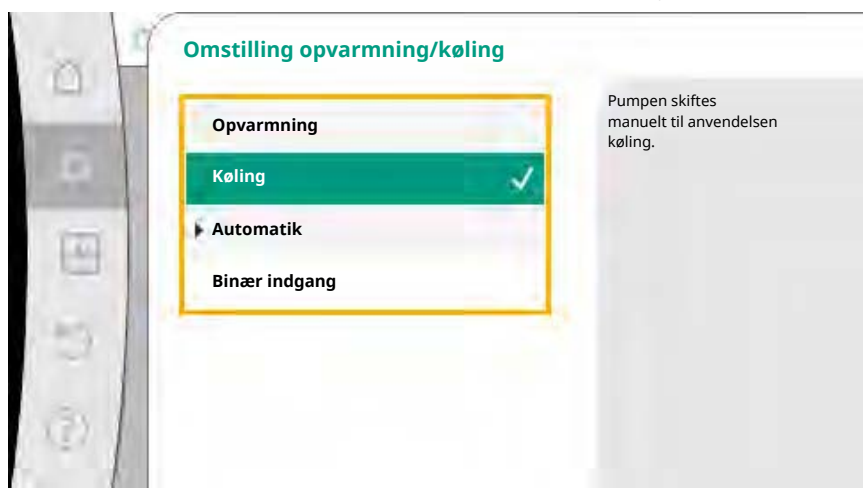 Omstilling opvarmning/køling
Opvarmning
Køling
Automatik
Binær indgang
Pumpen skiftes
manuelt til anvendelsen
køling.